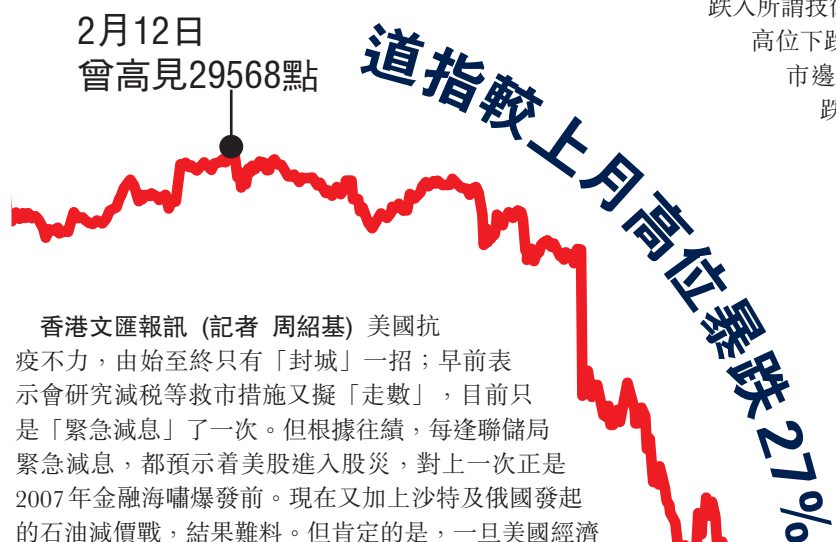 2月12日
曾高見29568點
道指較上月高位暴跌27%
跌入所謂技
高位下跌
市邊
跌
香港文匯報訊 (記者 周紹基) 美國抗
疫不力，由始至終只有「封城」一招；早前表
示會研究減稅等救市措施又擬「走數」，目前只
是「緊急減息」了一次。但根據往績，每逢聯儲局
緊急減息，都預示着美股進入股災，對上一次正是
2007年金融海嘯爆發前。現在又加上沙特及俄國發起
的石油減價戰，結果難料。但肯定的是，一旦美國經濟